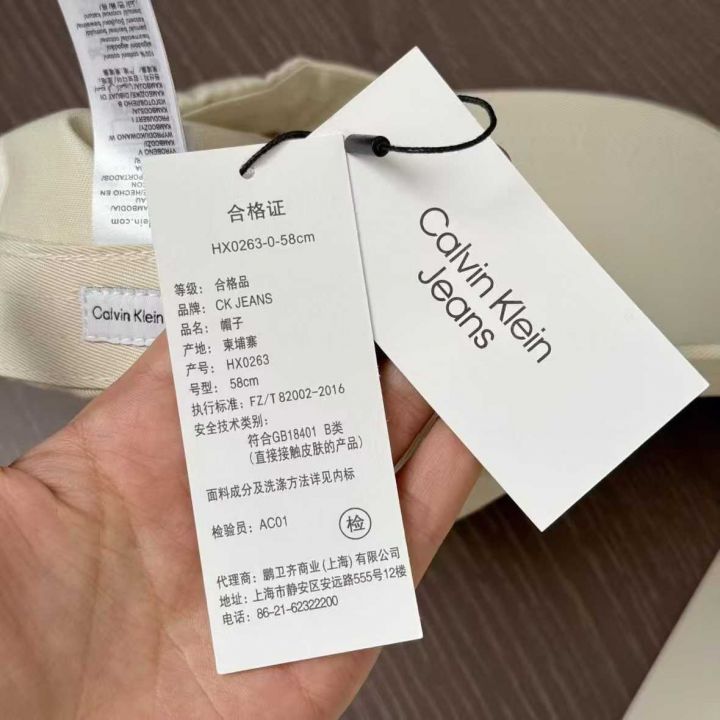 合格证
HX0263-0-58cm
等级: 合格品
品牌: CK JEANS
品名: 帽子
产地: 柬埔寨
产号: HX0263
号型: 58cm
执行标准: FZ/T 82002-2016
安全技术类别:
符合GB18401 B类
(直接接触皮肤的产品)
面料成分及洗涤方法详见内标
检验员: AC01
检
代理商: 鹏卫齐商业(上海)有限公司
地址: 上海市静安区安远路555号12楼
电话: 86-21-62322200
Calvin Klein
Jeans
Calvin Klein